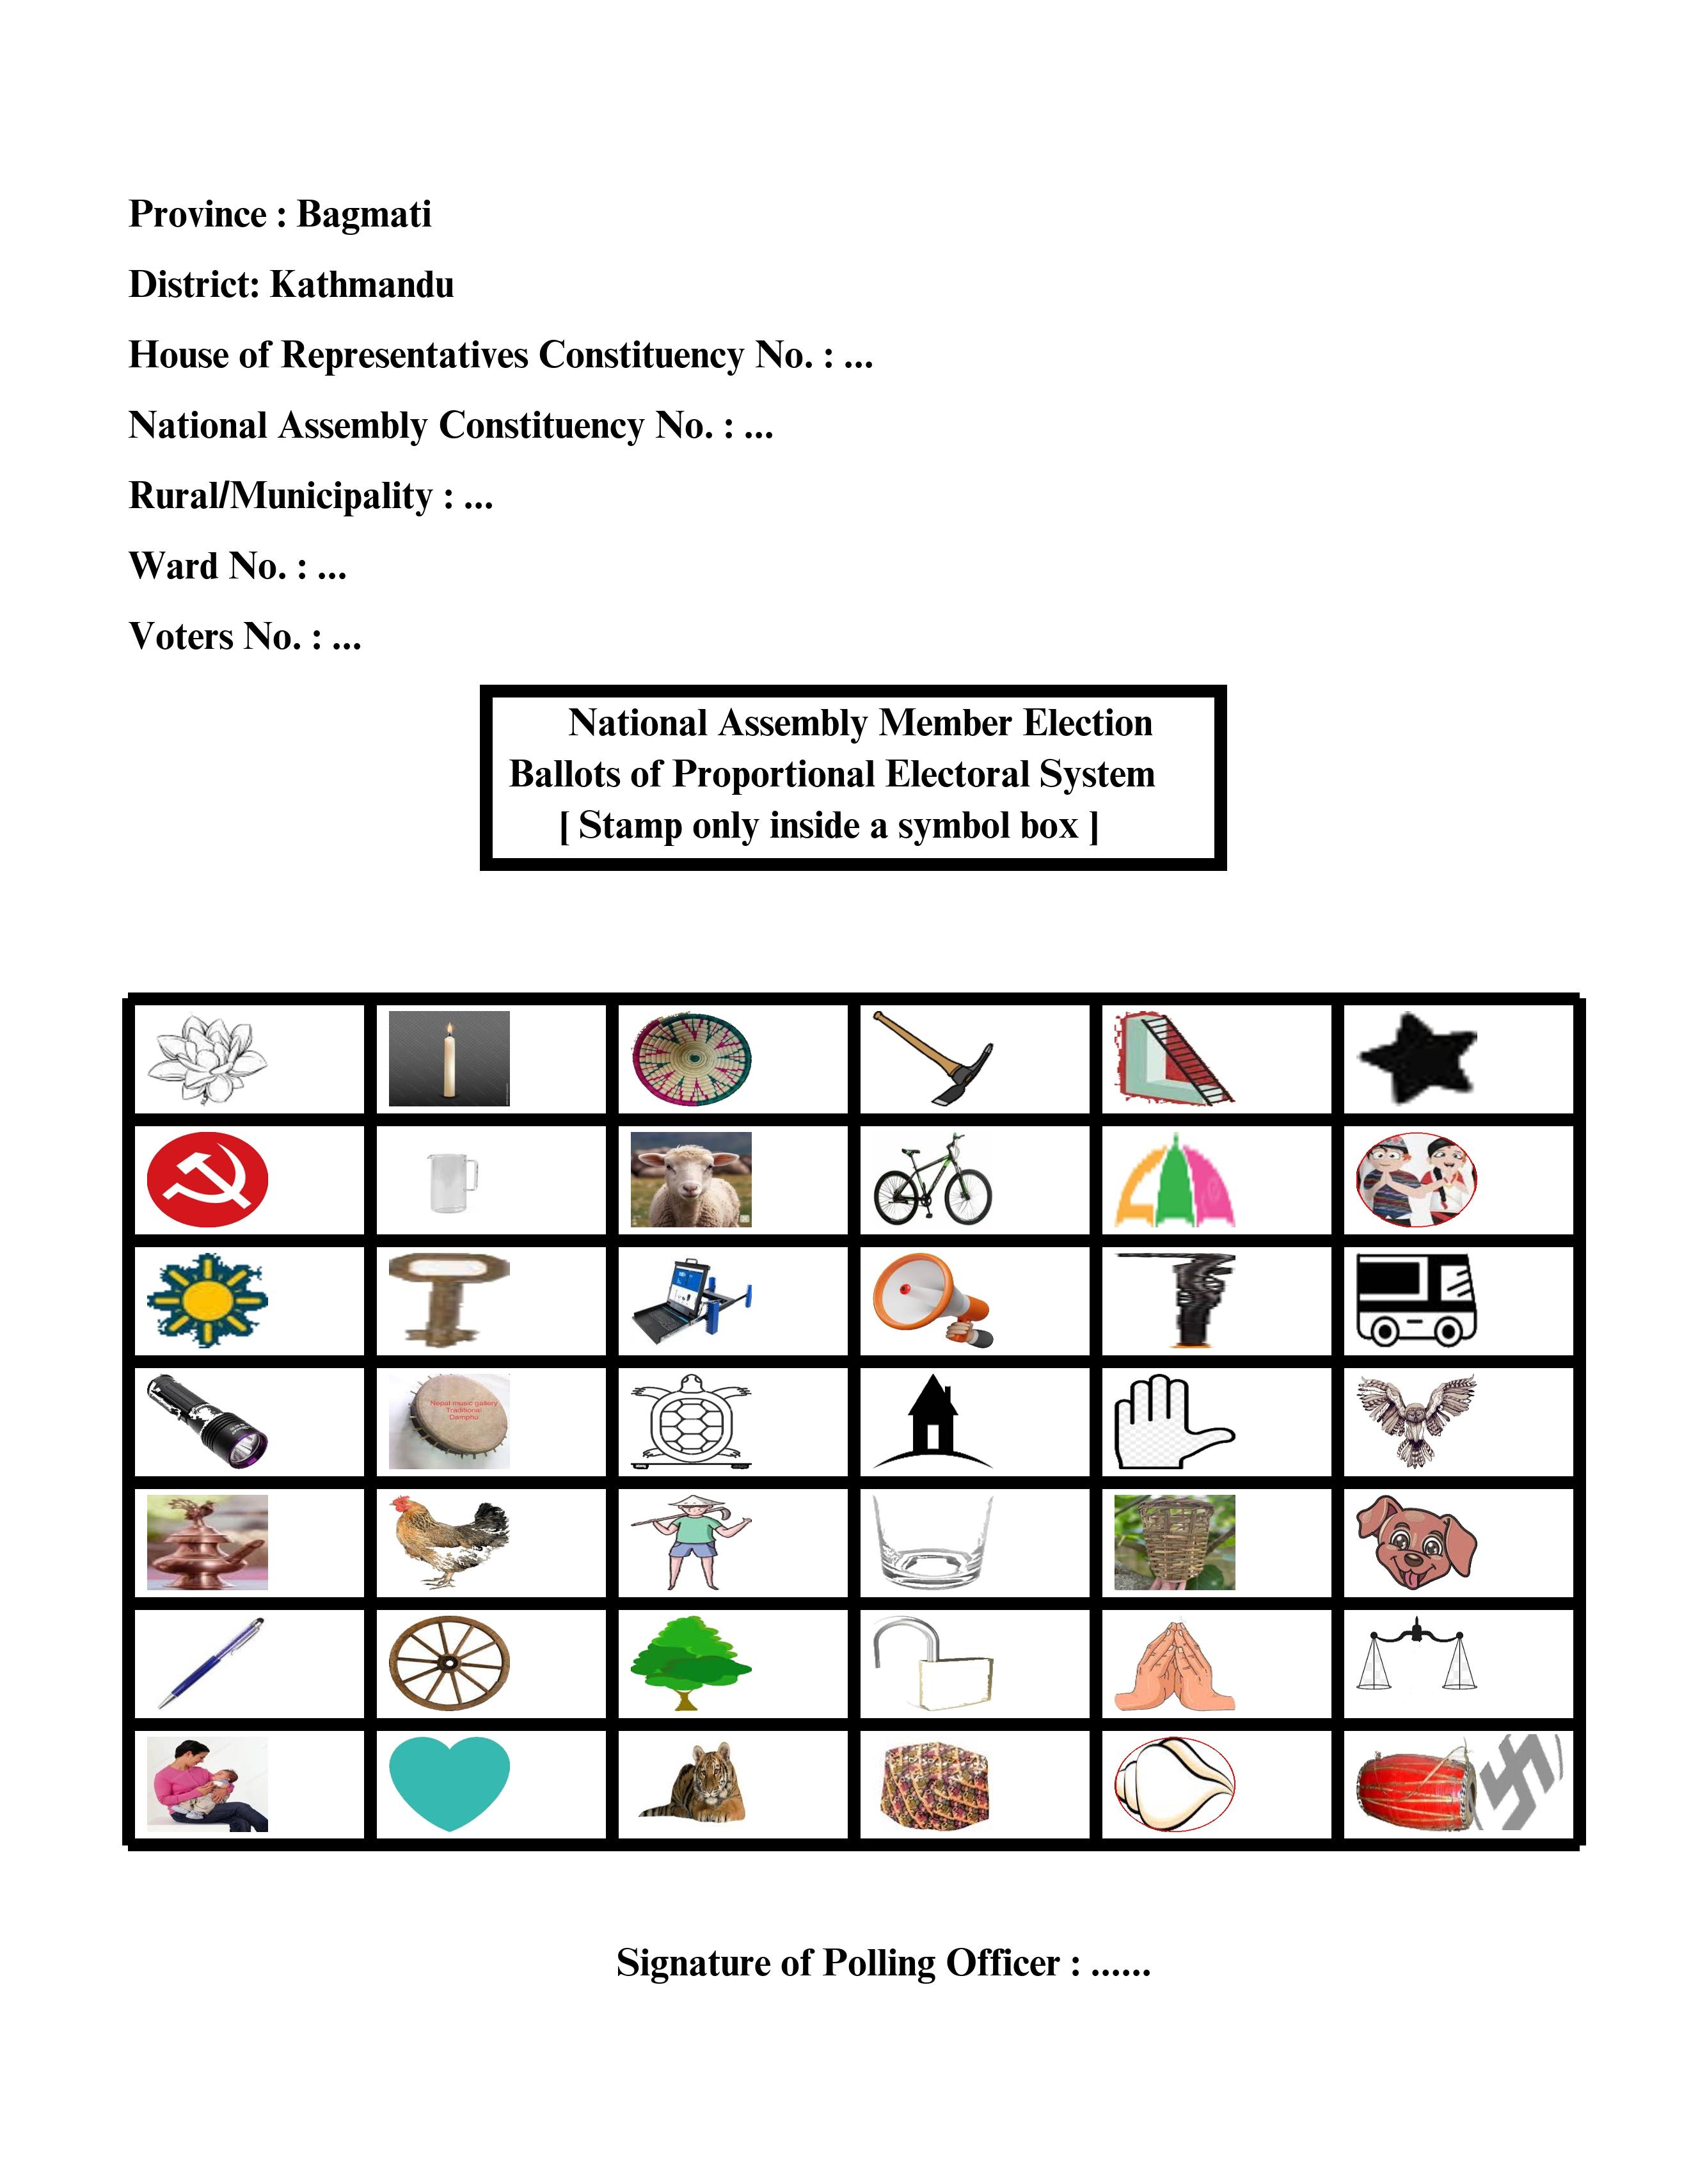 Province : Bagmati
District: Kathmandu
House of Representatives Constituency No. : ...
National Assembly Constituency No. : ...
Rural/Municipality : ...
Ward No. : ...
Voters No. : ...
National Assembly Member Election
Ballots of Proportional Electoral System
[ Stamp only inside a symbol box ]
Nepal music gallery
Traditional
Damphu
Signature of Polling Officer : ......